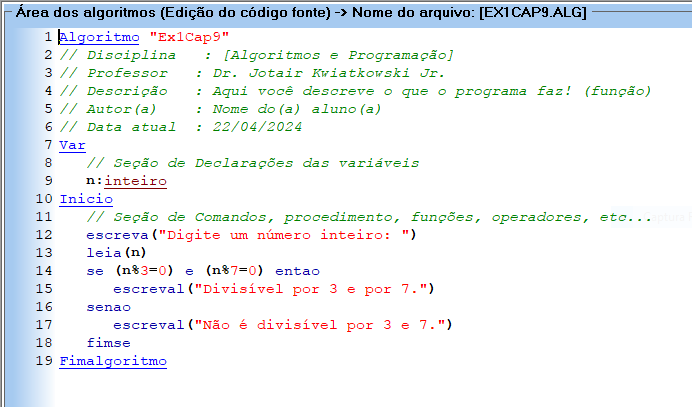 Área dos algoritmos (Edição do código fonte) -> Nome do arquivo: [EX1CAP9.ALG]
1 Algoritmo "Ex1Cap9"
2 // Disciplina   : [Algoritmos e Programação]
3 // Professor   : Dr. Jotair Kwiatkowski Jr.
4 // Descrição   : Aqui você descreve o que o programa faz! (função)
5 // Autor(a)    : Nome do(a) aluno(a)
6 // Data atual  : 22/04/2024
7 Var
8    // Seção de Declarações das variáveis
9    n:inteiro
10 Inicio
11    // Seção de Comandos, procedimento, funções, operadores, etc...
12    escreva("Digite um número inteiro: ")
13    leia(n)
14    se (n%3=0) e (n%7=0) entao
15       escreval("Divisível por 3 e por 7.")
16    senao
17       escreval("Não é divisível por 3 e 7.")
18    fimse
19 Fimalgoritmo